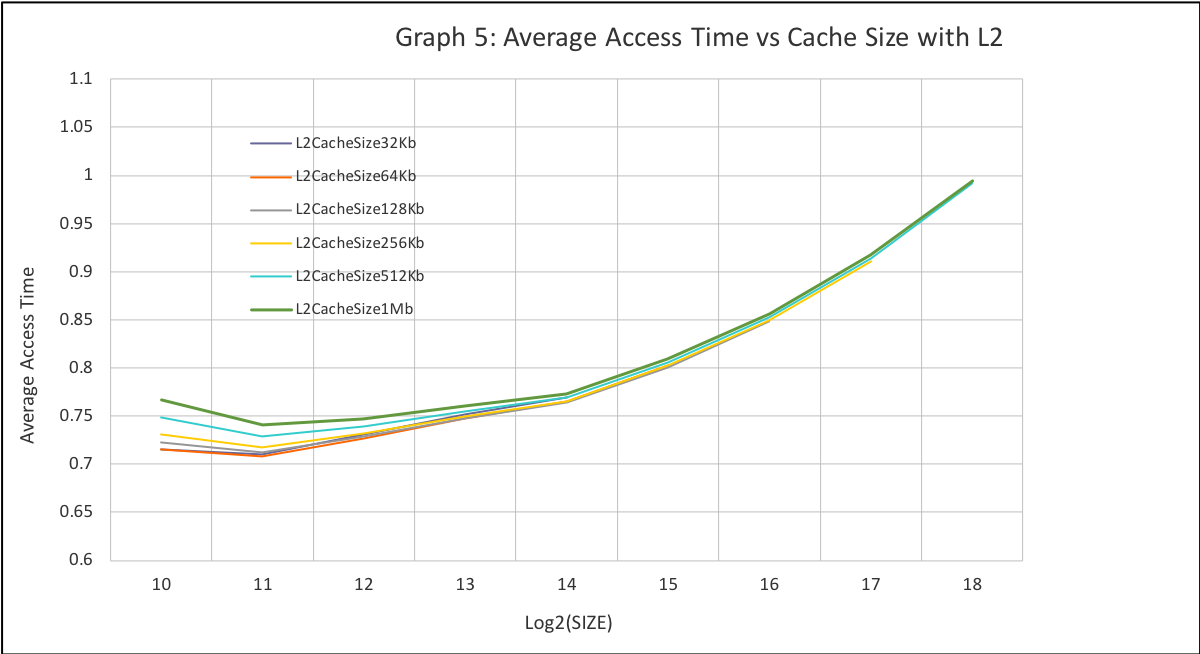 Graph 5: Average Access Time vs Cache Size with L2
1.1
1.05
1
0.95
0.9
0.85
0.8
0.75
0.7
0.65
0.6
Average Access Time
L2CacheSize32Kb
L2CacheSize64Kb
L2CacheSize128Kb
L2CacheSize256Kb
L2CacheSize512Kb
L2CacheSize1Mb
10 11 12 13 14 15 16 17 18
Log2(SIZE)